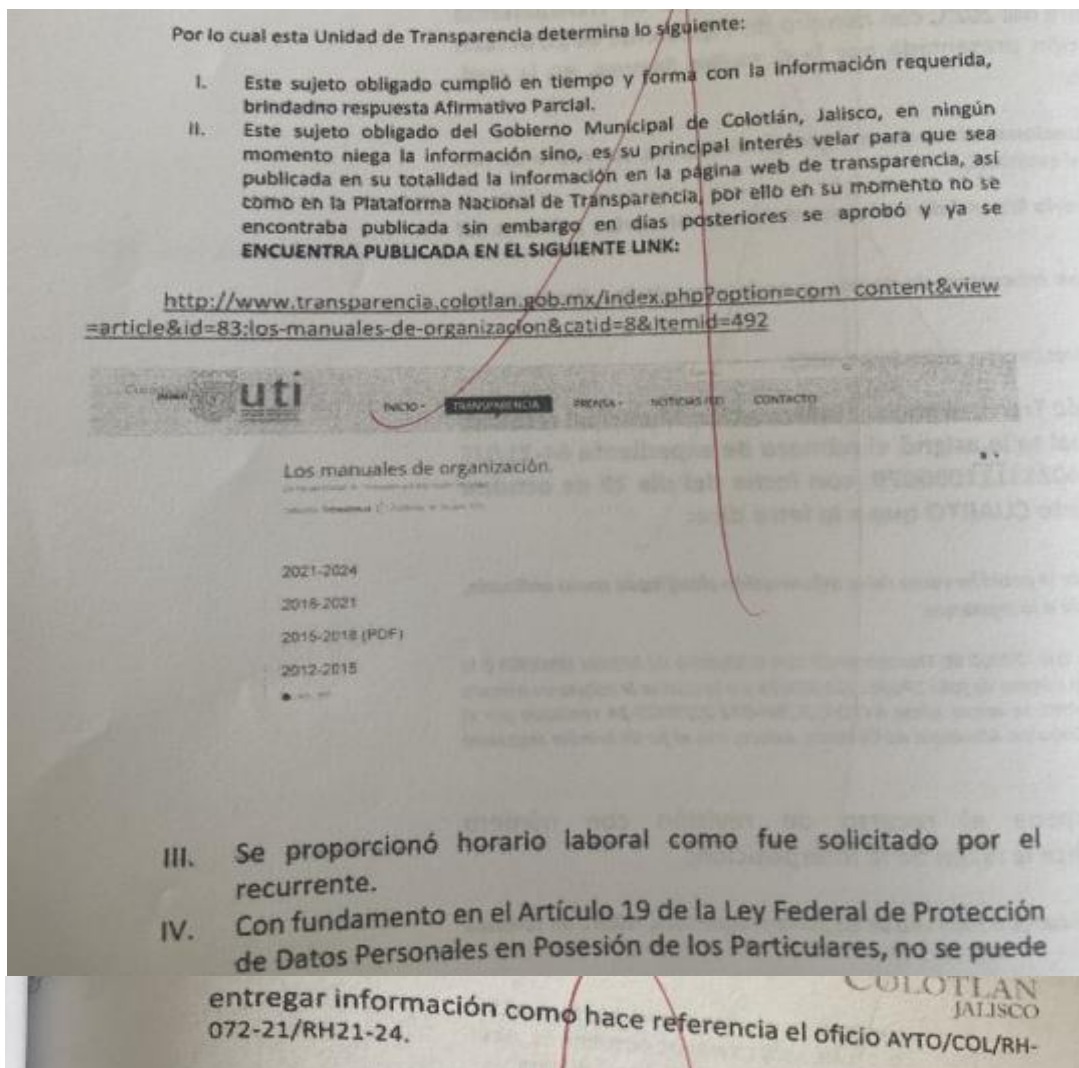 Por lo cual esta Unidad de Transparencia determina lo siguiente:
I. Este sujeto obligado cumplió en tiempo y forma con la información requerida,
brindadno respuesta Afirmativo Parcial.
II. Este sujeto obligado del Gobierno Municipal de Colotlán, Jalisco, en ningún
momento niega la información sino, es su principal interés velar para que sea
publicada en su totalidad la información en la página web de transparencia, así
como en la Plataforma Nacional de Transparencia, por ello en su momento no se
encontraba publicada sin embargo en días posteriores se aprobó y ya se
ENCUENTRA PUBLICADA EN EL SIGUIENTE LINK:
http://www.transparencia.colotlan.gob.mx/index.php?option=com_content&view
=article&id=83:los-manuales-de-organizacion&catid=8&Itemid=492
uti INICIO TRANSPARENCIA PRENSA NOTICIAS CONTACTO
Los manuales de organización.
2021-2024
2018-2021
2015-2018 (PDF)
2012-2015
III. Se proporcionó horario laboral como fue solicitado por el
recurrente.
IV. Con fundamento en el Artículo 19 de la Ley Federal de Protección
de Datos Personales en Posesión de los Particulares, no se puede
COLOTLAN
JALISCO
entregar información como hace referencia el oficio AYTO/COL/RH-
072-21/RH21-24.